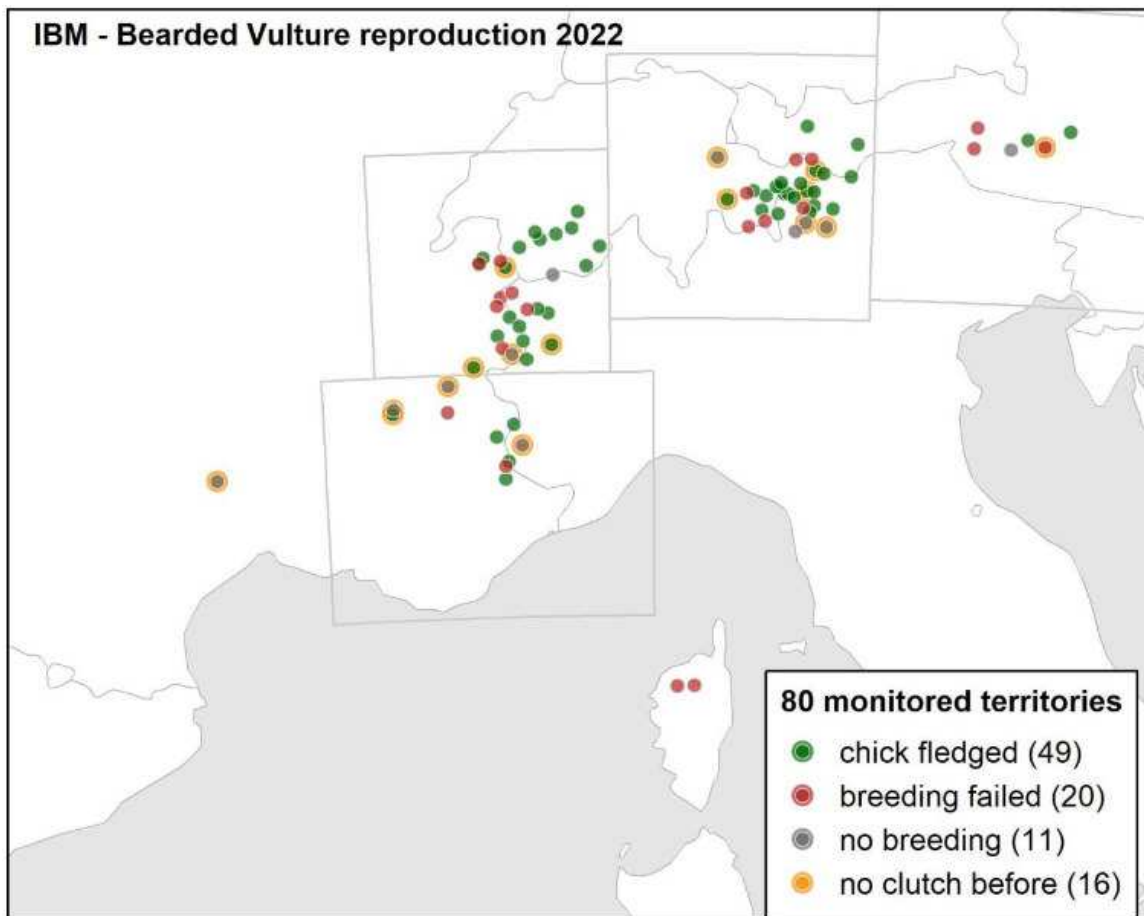 IBM - Bearded Vulture reproduction 2022
80 monitored territories
chick fledged (49)
breeding failed (20)
no breeding (11)
no clutch before (16)